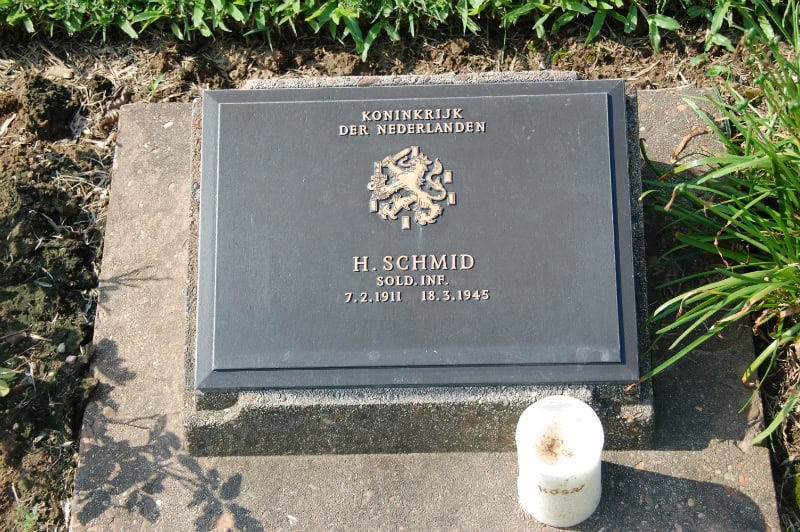 KONINKRIJK
DER NEDERLANDEN
H. SCHMID
SOLD. INF.
7.2.1911 18.3.1945